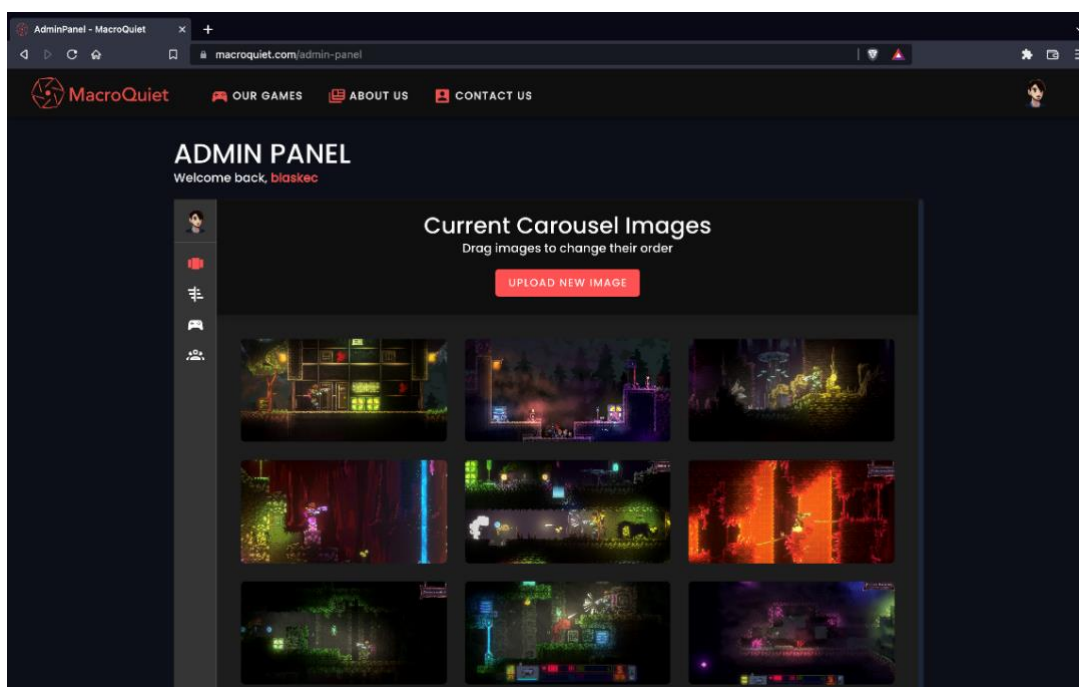 AdminPanel - MacroQuiet
macroquiet.com/admin-panel
MacroQuiet OUR GAMES ABOUT US CONTACT US
ADMIN PANEL
Welcome back, blaskec
Current Carousel Images
Drag images to change their order
UPLOAD NEW IMAGE